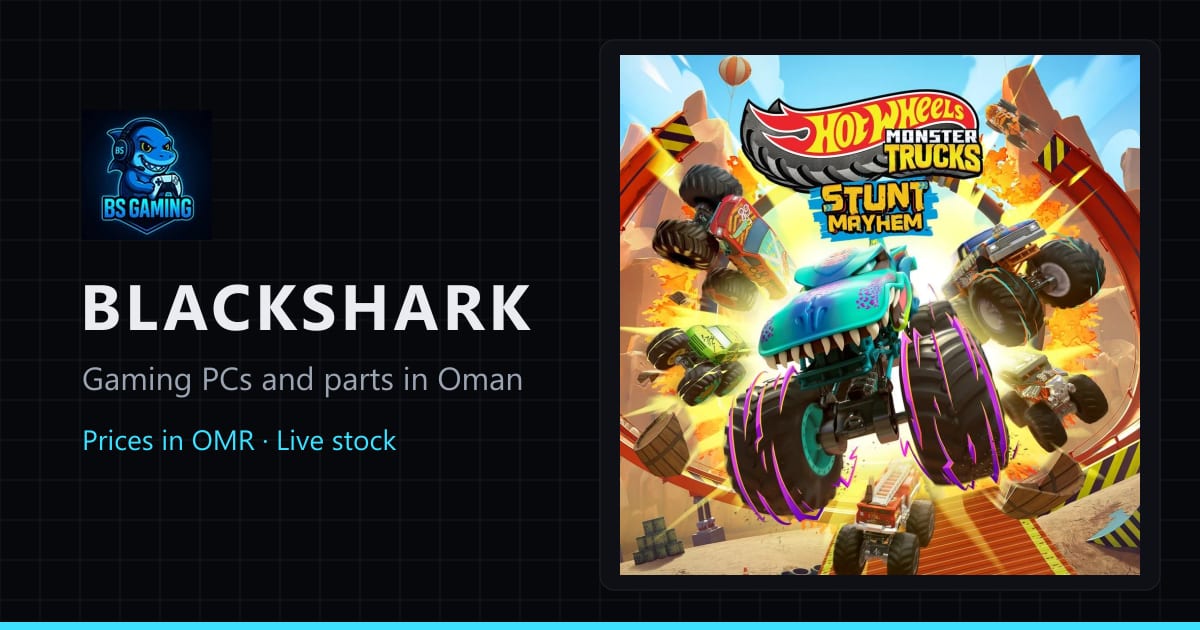 BS
BS GAMING
BLACKSHARK
Gaming PCs and parts in Oman
Prices in OMR · Live stock
HOT WHEELS
MONSTER
TRUCKS
STUNT
MAYHEM